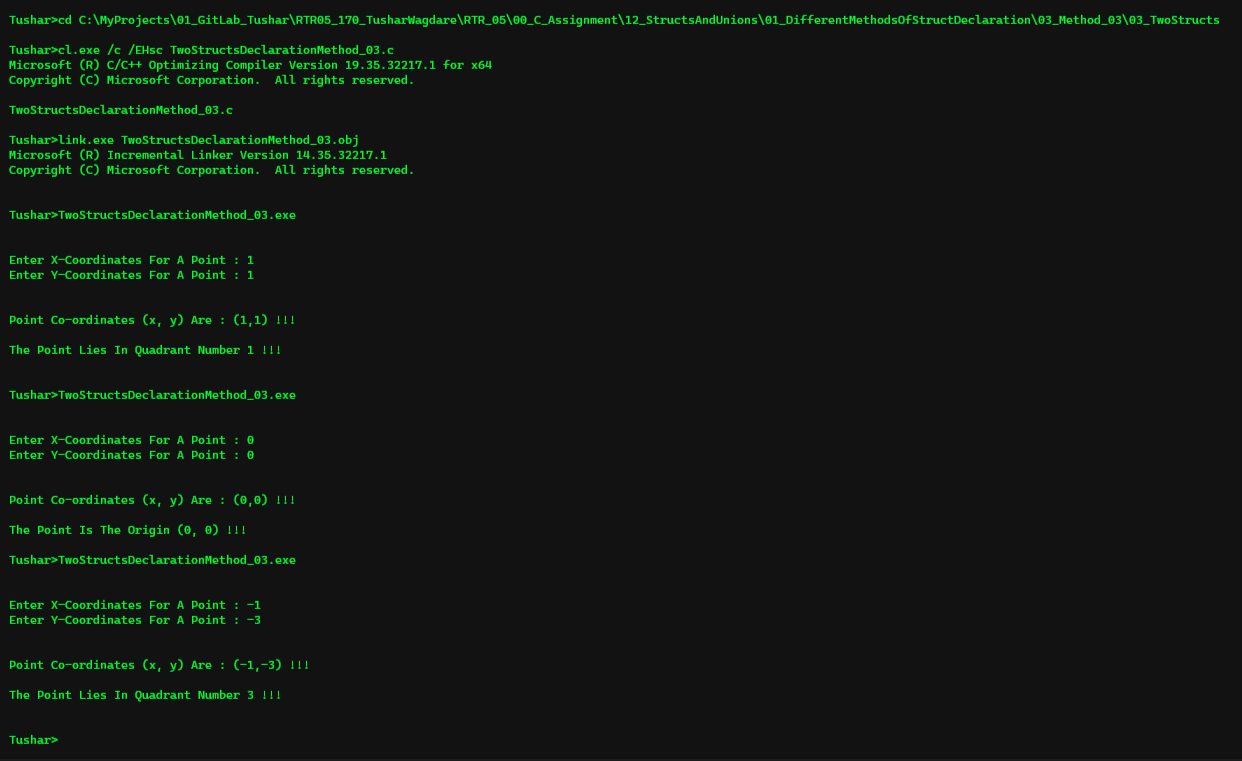 Tushar>cd C:\MyProjects\01_GitLab_Tushar\RTR05_170_TusharWagdare\RTR_05\00_C_Assignment\12_StructsAndUnions\01_DifferentMethodsOfStructDeclaration\03_Method_03\03_TwoStructs
Tushar>cl.exe /c /EHsc TwoStructsDeclarationMethod_03.c
Microsoft (R) C/C++ Optimizing Compiler Version 19.35.32217.1 for x64
Copyright (C) Microsoft Corporation.  All rights reserved.
TwoStructsDeclarationMethod_03.c
Tushar>link.exe TwoStructsDeclarationMethod_03.obj
Microsoft (R) Incremental Linker Version 14.35.32217.1
Copyright (C) Microsoft Corporation.  All rights reserved.
Tushar>TwoStructsDeclarationMethod_03.exe
Enter X-Coordinates For A Point : 1
Enter Y-Coordinates For A Point : 1
Point Co-ordinates (x, y) Are : (1,1) !!!
The Point Lies In Quadrant Number 1 !!!
Tushar>TwoStructsDeclarationMethod_03.exe
Enter X-Coordinates For A Point : 0
Enter Y-Coordinates For A Point : 0
Point Co-ordinates (x, y) Are : (0,0) !!!
The Point Is The Origin (0, 0) !!!
Tushar>TwoStructsDeclarationMethod_03.exe
Enter X-Coordinates For A Point : -1
Enter Y-Coordinates For A Point : -3
Point Co-ordinates (x, y) Are : (-1,-3) !!!
The Point Lies In Quadrant Number 3 !!!
Tushar>